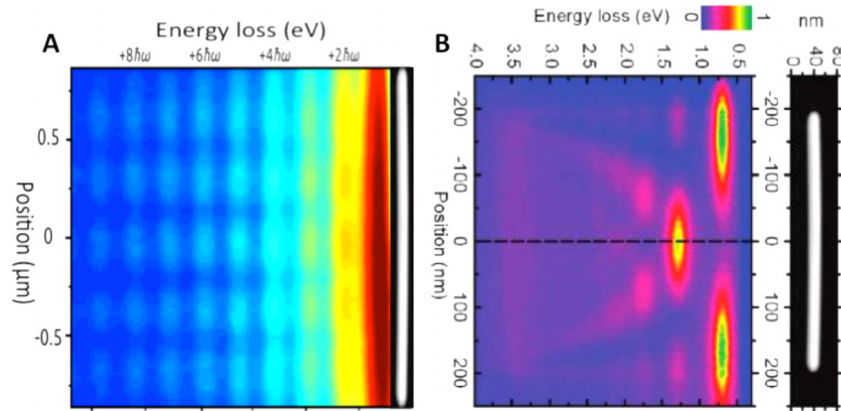 A
Energy loss (eV)
+8ħω +6ħω +4ħω +2ħω
Position (μm)
0.5
0
-0.5
B
Energy loss (eV) 0 1
4.0 3.5 3.0 2.5 2.0 1.5 1.0 0.5
Position (nm)
-200
-100
0
100
200
nm
0 40 80
-200
-100
0
100
200